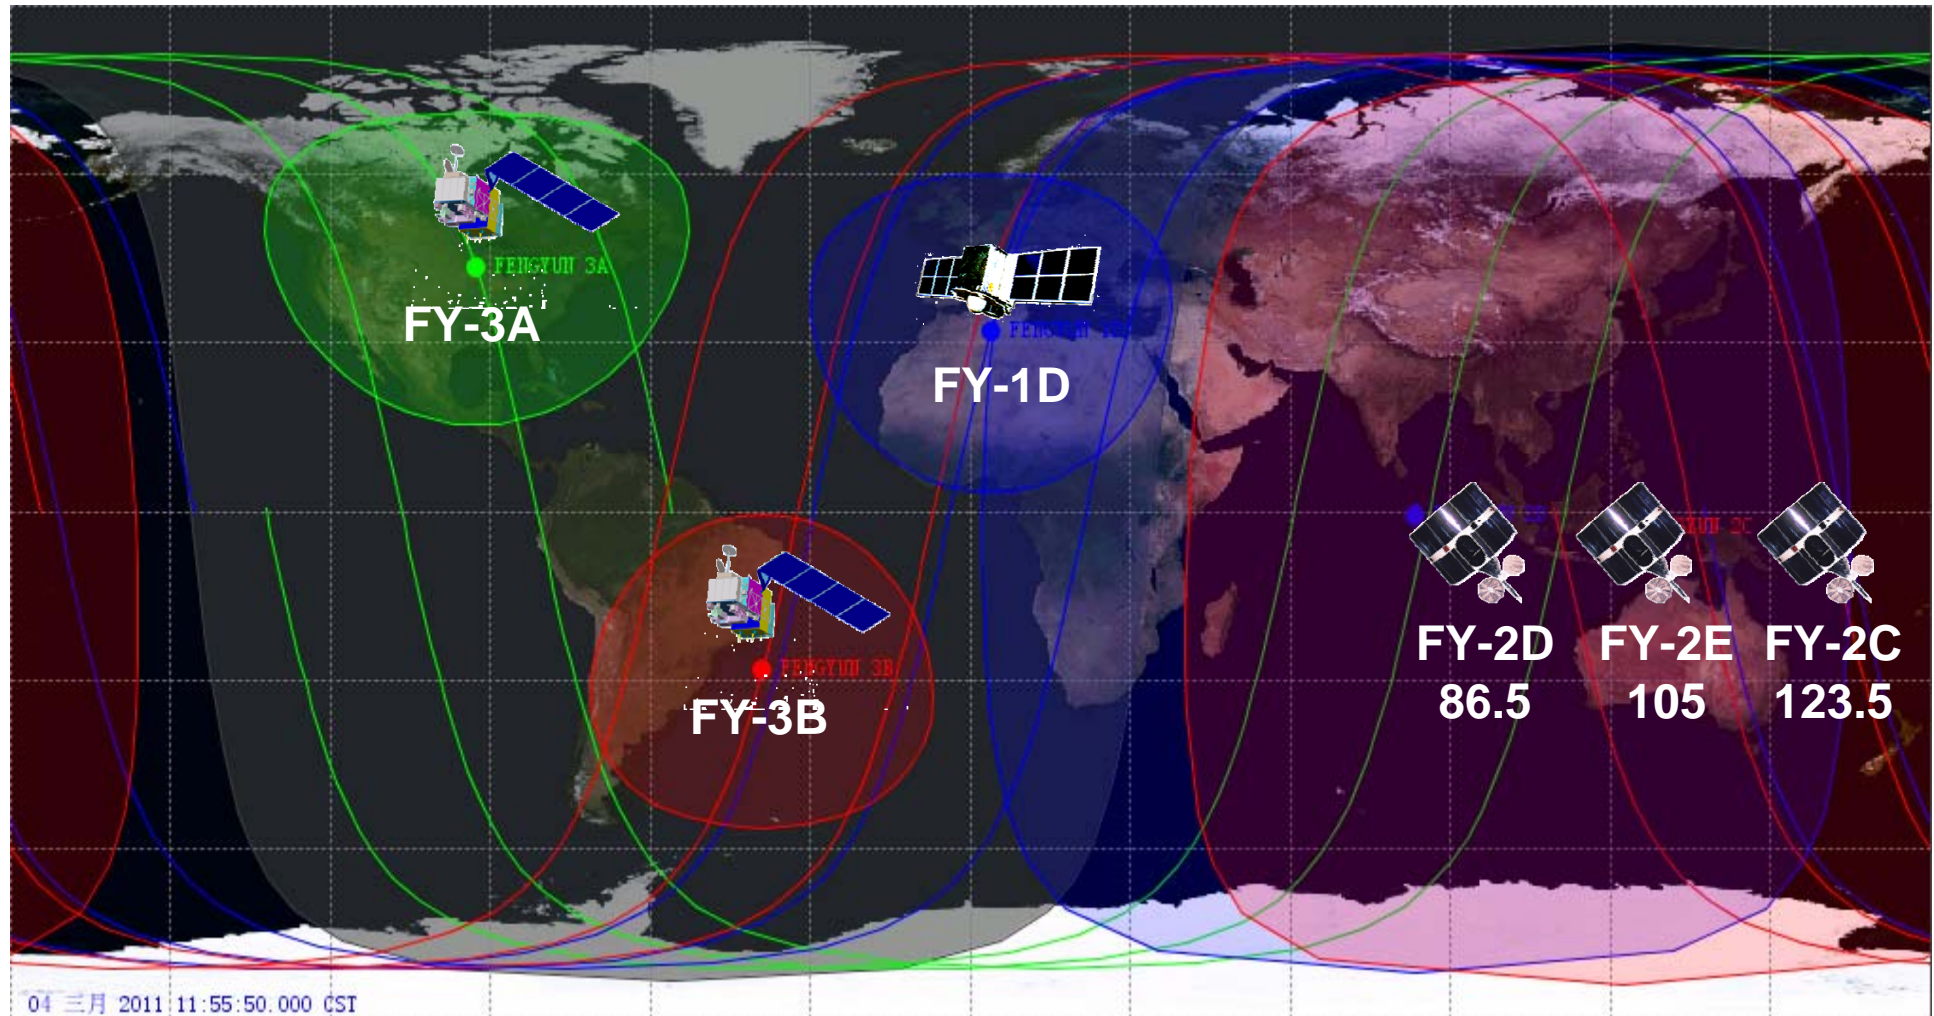 FENGYUN 3A
FY-3A
FY-1D
FENGYUN 3B
FY-3B
FY-2D
86.5
FY-2E
105
FY-2C
123.5
04 三月 2011 11:55:50.000 CST